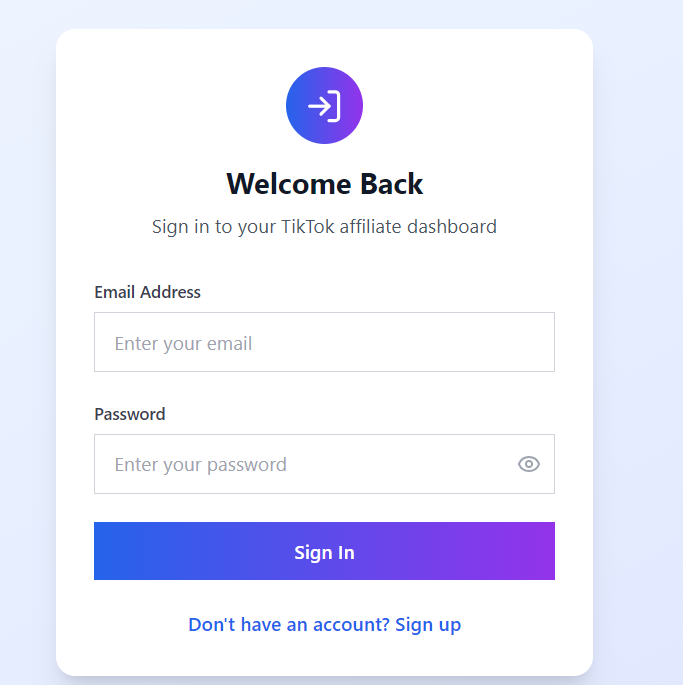 Welcome Back
Sign in to your TikTok affiliate dashboard
Email Address
Enter your email
Password
Enter your password
Sign In
Don't have an account? Sign up